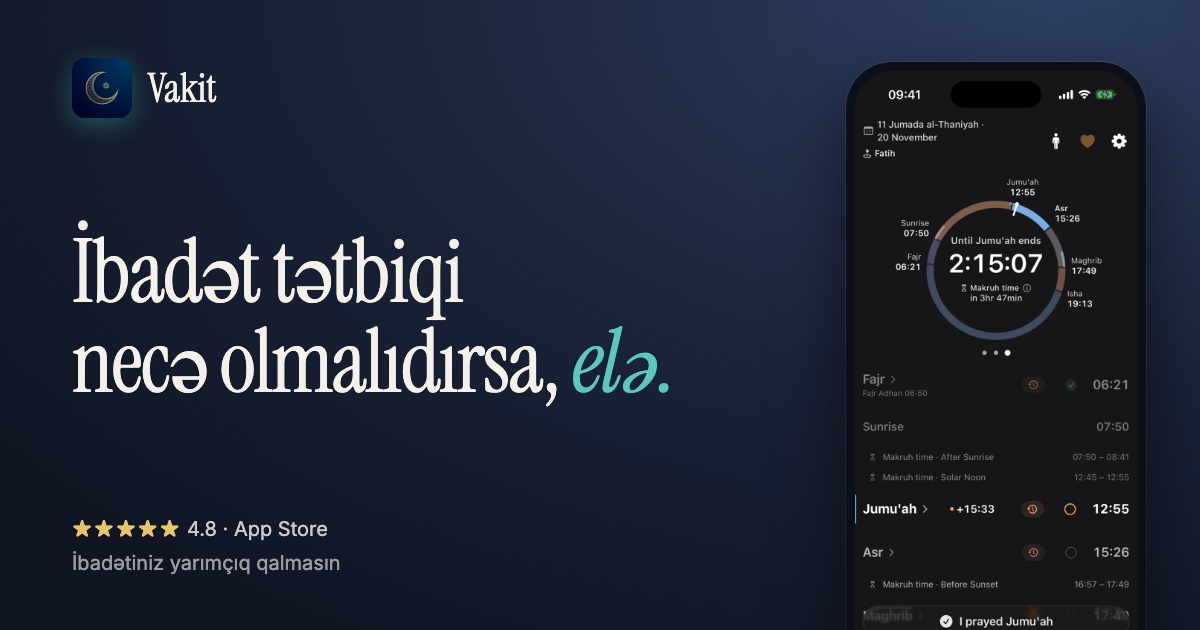 Vakit
İbadət tətbiqi
necə olmalıdırsa, elə.
★★★★★ 4.8 · App Store
İbadətiniz yarımçıq qalmasın
09:41
11 Jumada al-Thaniyah ·
20 November
Fatih
Jumu'ah
12:55
Asr
15:26
Sunrise
07:50
Fajr
06:21
Maghrib
17:49
Isha
19:13
Until Jumu'ah ends
2:15:07
Makruh time
in 3hr 47min
Fajr 06:21
Fajr Adhan 06:50
Sunrise 07:50
Makruh time · After Sunrise 07:50 – 08:41
Makruh time · Solar Noon 12:45 – 12:55
Jumu'ah +15:33 12:55
Asr 15:26
Makruh time · Before Sunset 16:57 – 17:49
Maghrib 17:49
I prayed Jumu'ah